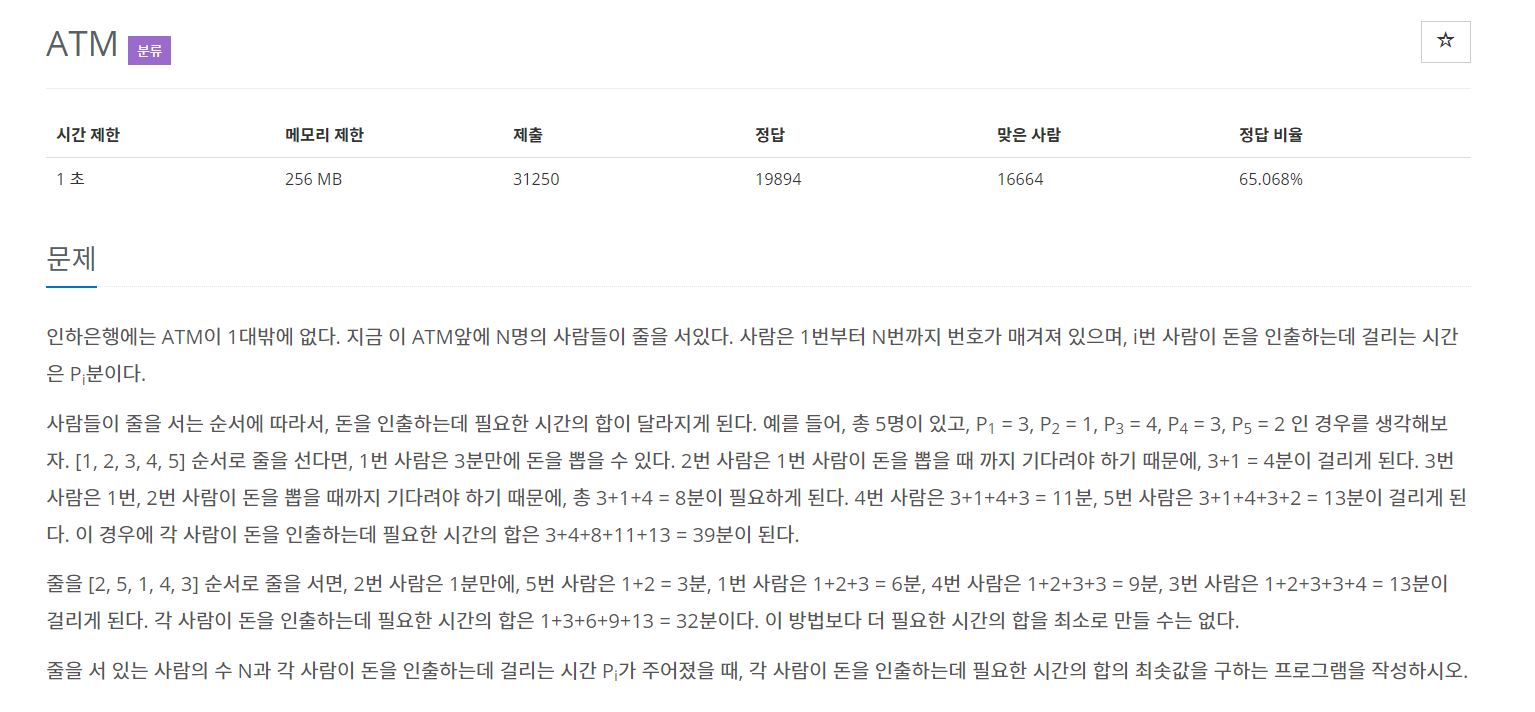 ATM 분류
☆
시간 제한 메모리 제한 제출 정답 맞은 사람 정답 비율
1 초 256 MB 31250 19894 16664 65.068%
문제
인하은행에는 ATM이 1대밖에 없다. 지금 이 ATM앞에 N명의 사람들이 줄을 서있다. 사람은 1번부터 N번까지 번호가 매겨져 있으며, i번 사람이 돈을 인출하는데 걸리는 시간
은 Pi분이다.
사람들이 줄을 서는 순서에 따라서, 돈을 인출하는데 필요한 시간의 합이 달라지게 된다. 예를 들어, 총 5명이 있고, P1 = 3, P2 = 1, P3 = 4, P4 = 3, P5 = 2 인 경우를 생각해보
자. [1, 2, 3, 4, 5] 순서로 줄을 선다면, 1번 사람은 3분만에 돈을 뽑을 수 있다. 2번 사람은 1번 사람이 돈을 뽑을 때 까지 기다려야 하기 때문에, 3+1 = 4분이 걸리게 된다. 3번
사람은 1번, 2번 사람이 돈을 뽑을 때까지 기다려야 하기 때문에, 총 3+1+4 = 8분이 필요하게 된다. 4번 사람은 3+1+4+3 = 11분, 5번 사람은 3+1+4+3+2 = 13분이 걸리게 된
다. 이 경우에 각 사람이 돈을 인출하는데 필요한 시간의 합은 3+4+8+11+13 = 39분이 된다.
줄을 [2, 5, 1, 4, 3] 순서로 줄을 서면, 2번 사람은 1분만에, 5번 사람은 1+2 = 3분, 1번 사람은 1+2+3 = 6분, 4번 사람은 1+2+3+3 = 9분, 3번 사람은 1+2+3+3+4 = 13분이
걸리게 된다. 각 사람이 돈을 인출하는데 필요한 시간의 합은 1+3+6+9+13 = 32분이다. 이 방법보다 더 필요한 시간의 합을 최소로 만들 수는 없다.
줄을 서 있는 사람의 수 N과 각 사람이 돈을 인출하는데 걸리는 시간 Pi가 주어졌을 때, 각 사람이 돈을 인출하는데 필요한 시간의 합의 최솟값을 구하는 프로그램을 작성하시오.